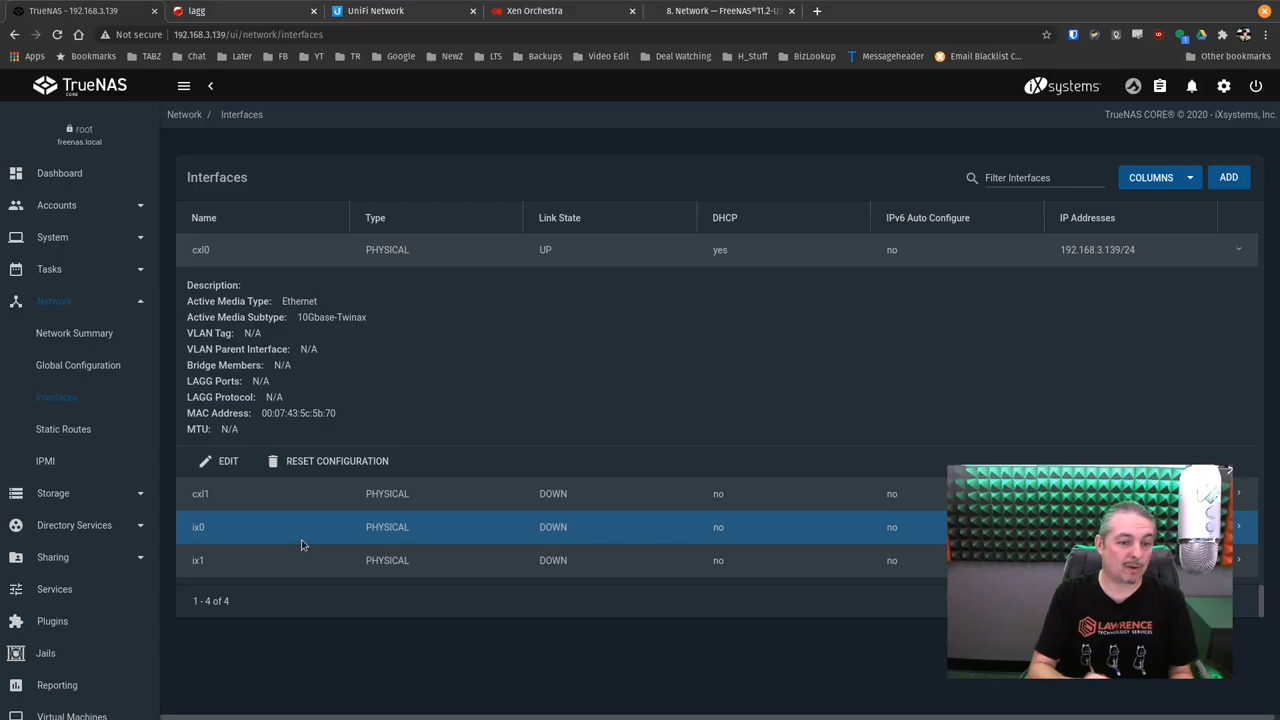 TrueNAS - 192.168.3.139
lagg
UniFi Network
Xen Orchestra
8. Network — FreeNAS®11.2-U
Not secure
192.168.3.139/ui/network/interfaces
Apps
Bookmarks
TABZ
Chat
Later
FB
YT
TR
Google
NewZ
LTS
Backups
Video Edit
Deal Watching
H_Stuff
BizLookup
Messageheader
Email Blacklist C...
Other bookmarks
TrueNAS
CORE
iXsystems
root
freenas.local
Network / Interfaces
TrueNAS CORE® © 2020 - iXsystems, Inc.
Dashboard
Accounts
System
Tasks
Network
Network Summary
Global Configuration
Interfaces
Static Routes
IPMI
Storage
Directory Services
Sharing
Services
Plugins
Jails
Reporting
Virtual Machines
Interfaces
Filter Interfaces
COLUMNS
ADD
Name Type Link State DHCP IPv6 Auto Configure IP Addresses
cxl0 PHYSICAL UP yes no 192.168.3.139/24
Description:
Active Media Type: Ethernet
Active Media Subtype: 10Gbase-Twinax
VLAN Tag: N/A
VLAN Parent Interface: N/A
Bridge Members: N/A
LAGG Ports: N/A
LAGG Protocol: N/A
MAC Address: 00:07:43:5c:5b:70
MTU: N/A
EDIT RESET CONFIGURATION
cxl1 PHYSICAL DOWN no no
ix0 PHYSICAL DOWN no no
ix1 PHYSICAL DOWN no no
1 - 4 of 4
LAWRENCE
TECHNOLOGY SERVICES